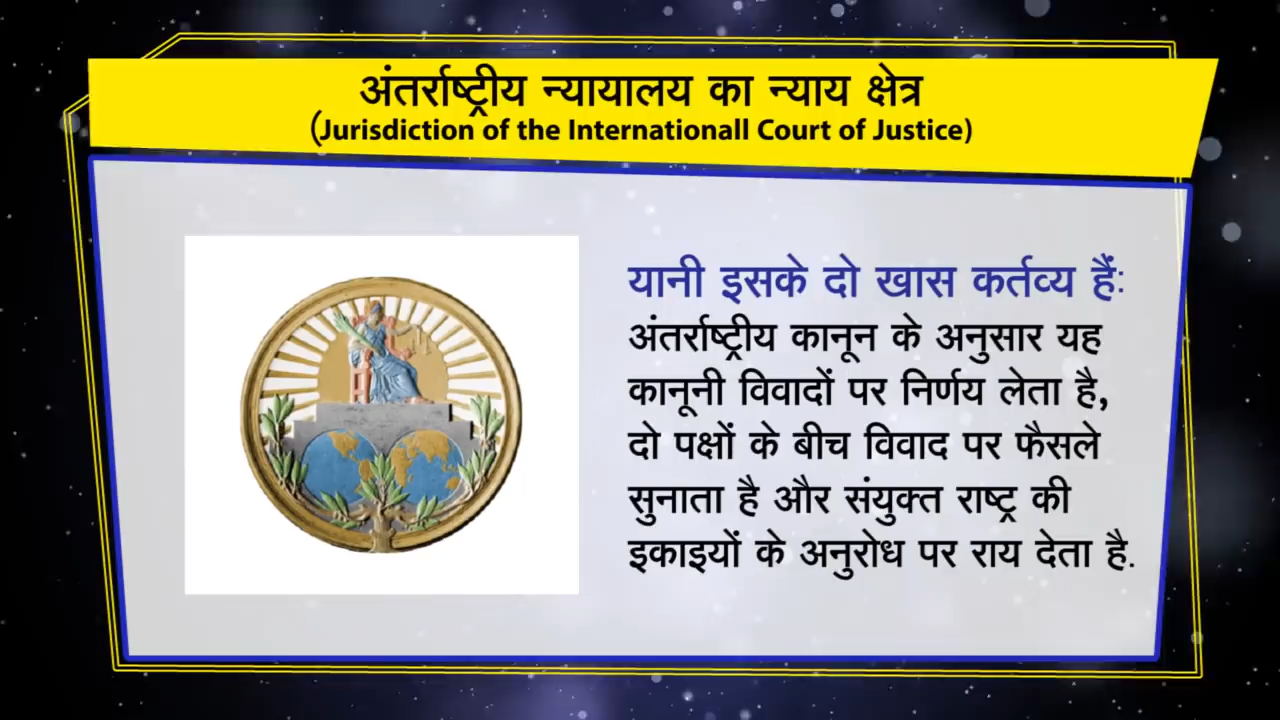 अंतर्राष्ट्रीय न्यायालय का न्याय क्षेत्र
(Jurisdiction of the Internationall Court of Justice)
यानी इसके दो खास कर्तव्य हैं:
अंतर्राष्ट्रीय कानून के अनुसार यह
कानूनी विवादों पर निर्णय लेता है,
दो पक्षों के बीच विवाद पर फैसले
सुनाता है और संयुक्त राष्ट्र की
इकाइयों के अनुरोध पर राय देता है.